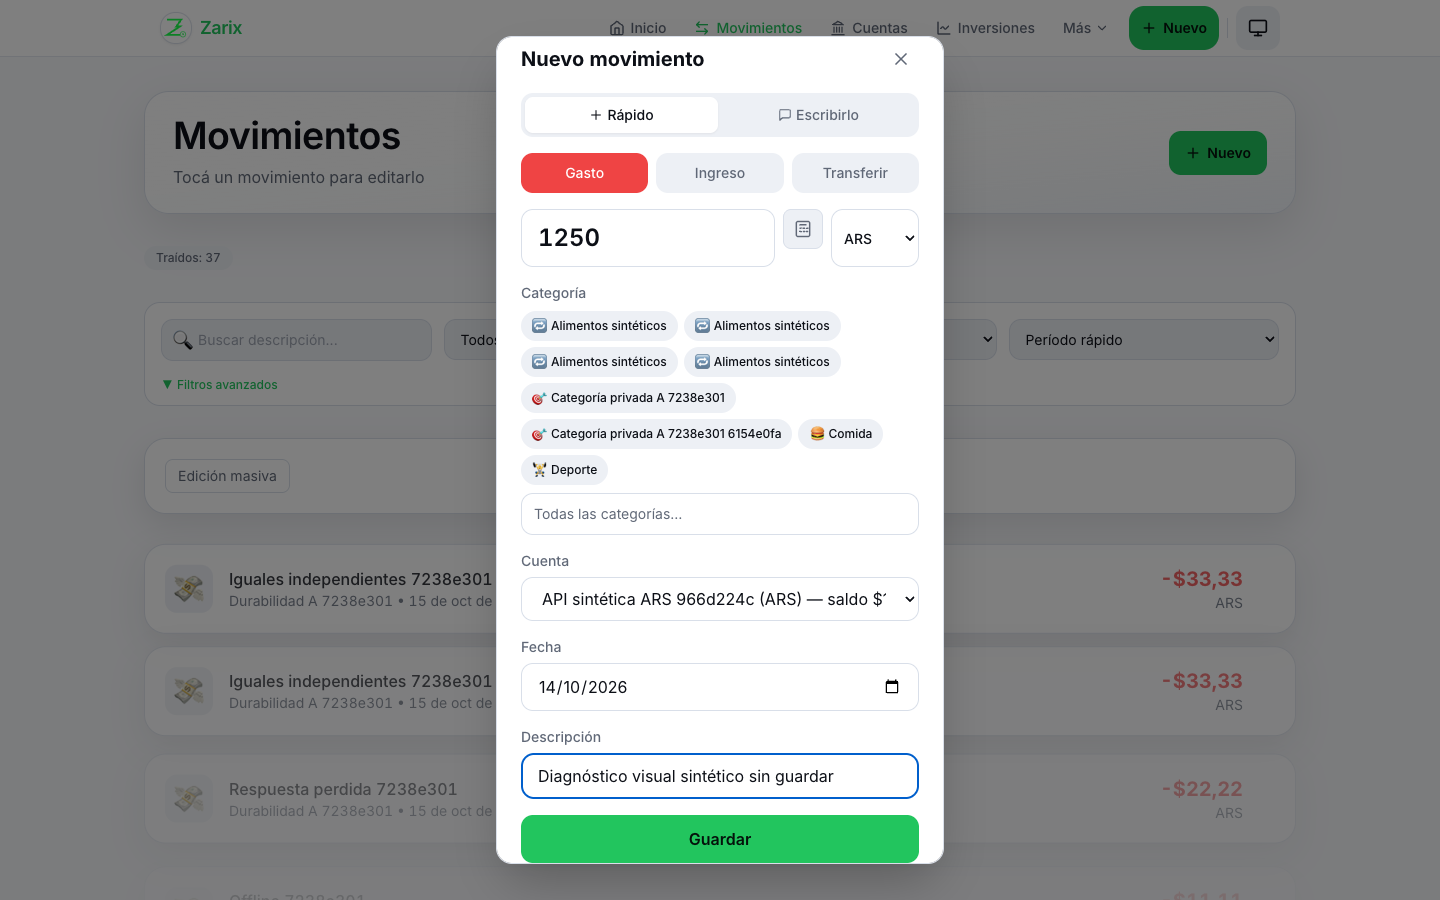 Zarix
Inicio
Movimientos
Cuentas
Inversiones
Más
Nuevo
Movimientos
Tocá un movimiento para editarlo
Nuevo
Traídos: 37
Buscar descripción...
Todos
Período rápido
▼ Filtros avanzados
Edición masiva
Iguales independientes 7238e301
Durabilidad A 7238e301 • 15 de oct de
-$33,33
ARS
Iguales independientes 7238e301
Durabilidad A 7238e301 • 15 de oct de
-$33,33
ARS
Respuesta perdida 7238e301
Durabilidad A 7238e301 • 15 de oct de
-$22,22
ARS
Offline 7238e301
-$11,11
Nuevo movimiento
Rápido
Escribirlo
Gasto
Ingreso
Transferir
1250
ARS
Categoría
Alimentos sintéticos
Alimentos sintéticos
Alimentos sintéticos
Alimentos sintéticos
Categoría privada A 7238e301
Categoría privada A 7238e301 6154e0fa
Comida
Deporte
Todas las categorías...
Cuenta
API sintética ARS 966d224c (ARS) — saldo $
Fecha
14/10/2026
Descripción
Diagnóstico visual sintético sin guardar
Guardar